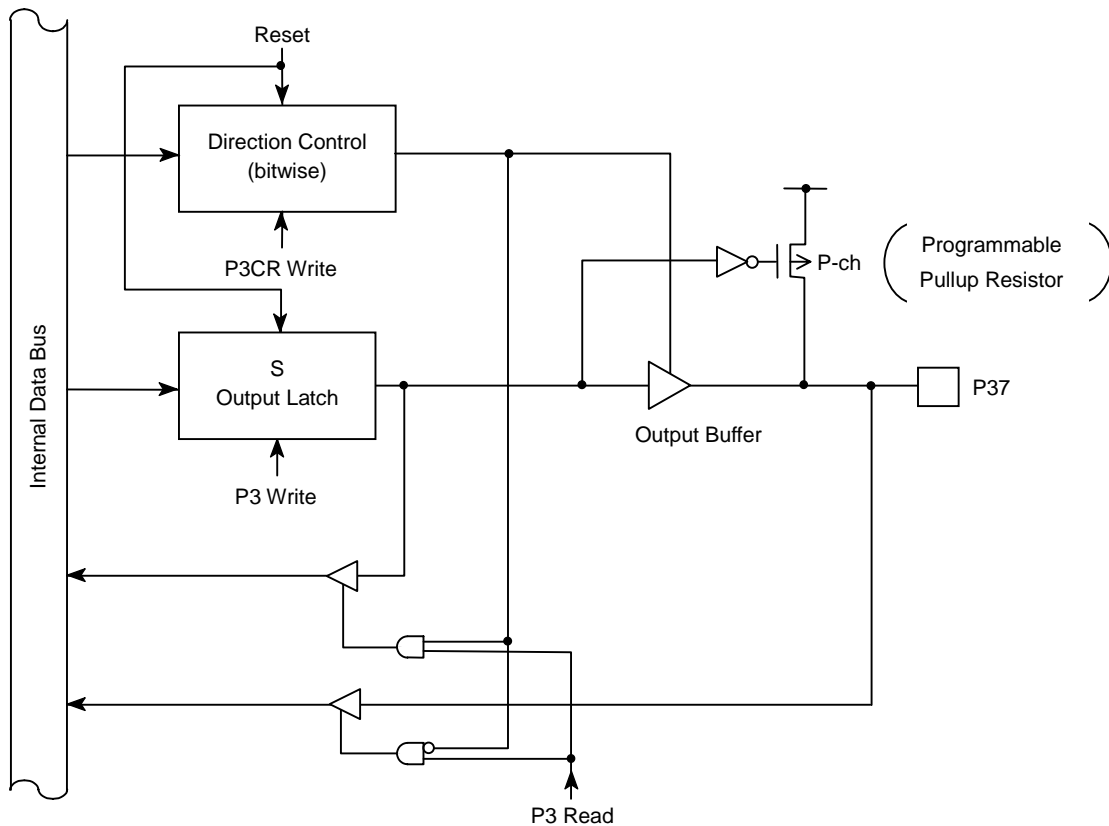 Reset
Direction Control
(bitwise)
P3CR Write
P-ch
Programmable
Pullup Resistor
Internal Data Bus
S
Output Latch
P37
Output Buffer
P3 Write
P3 Read